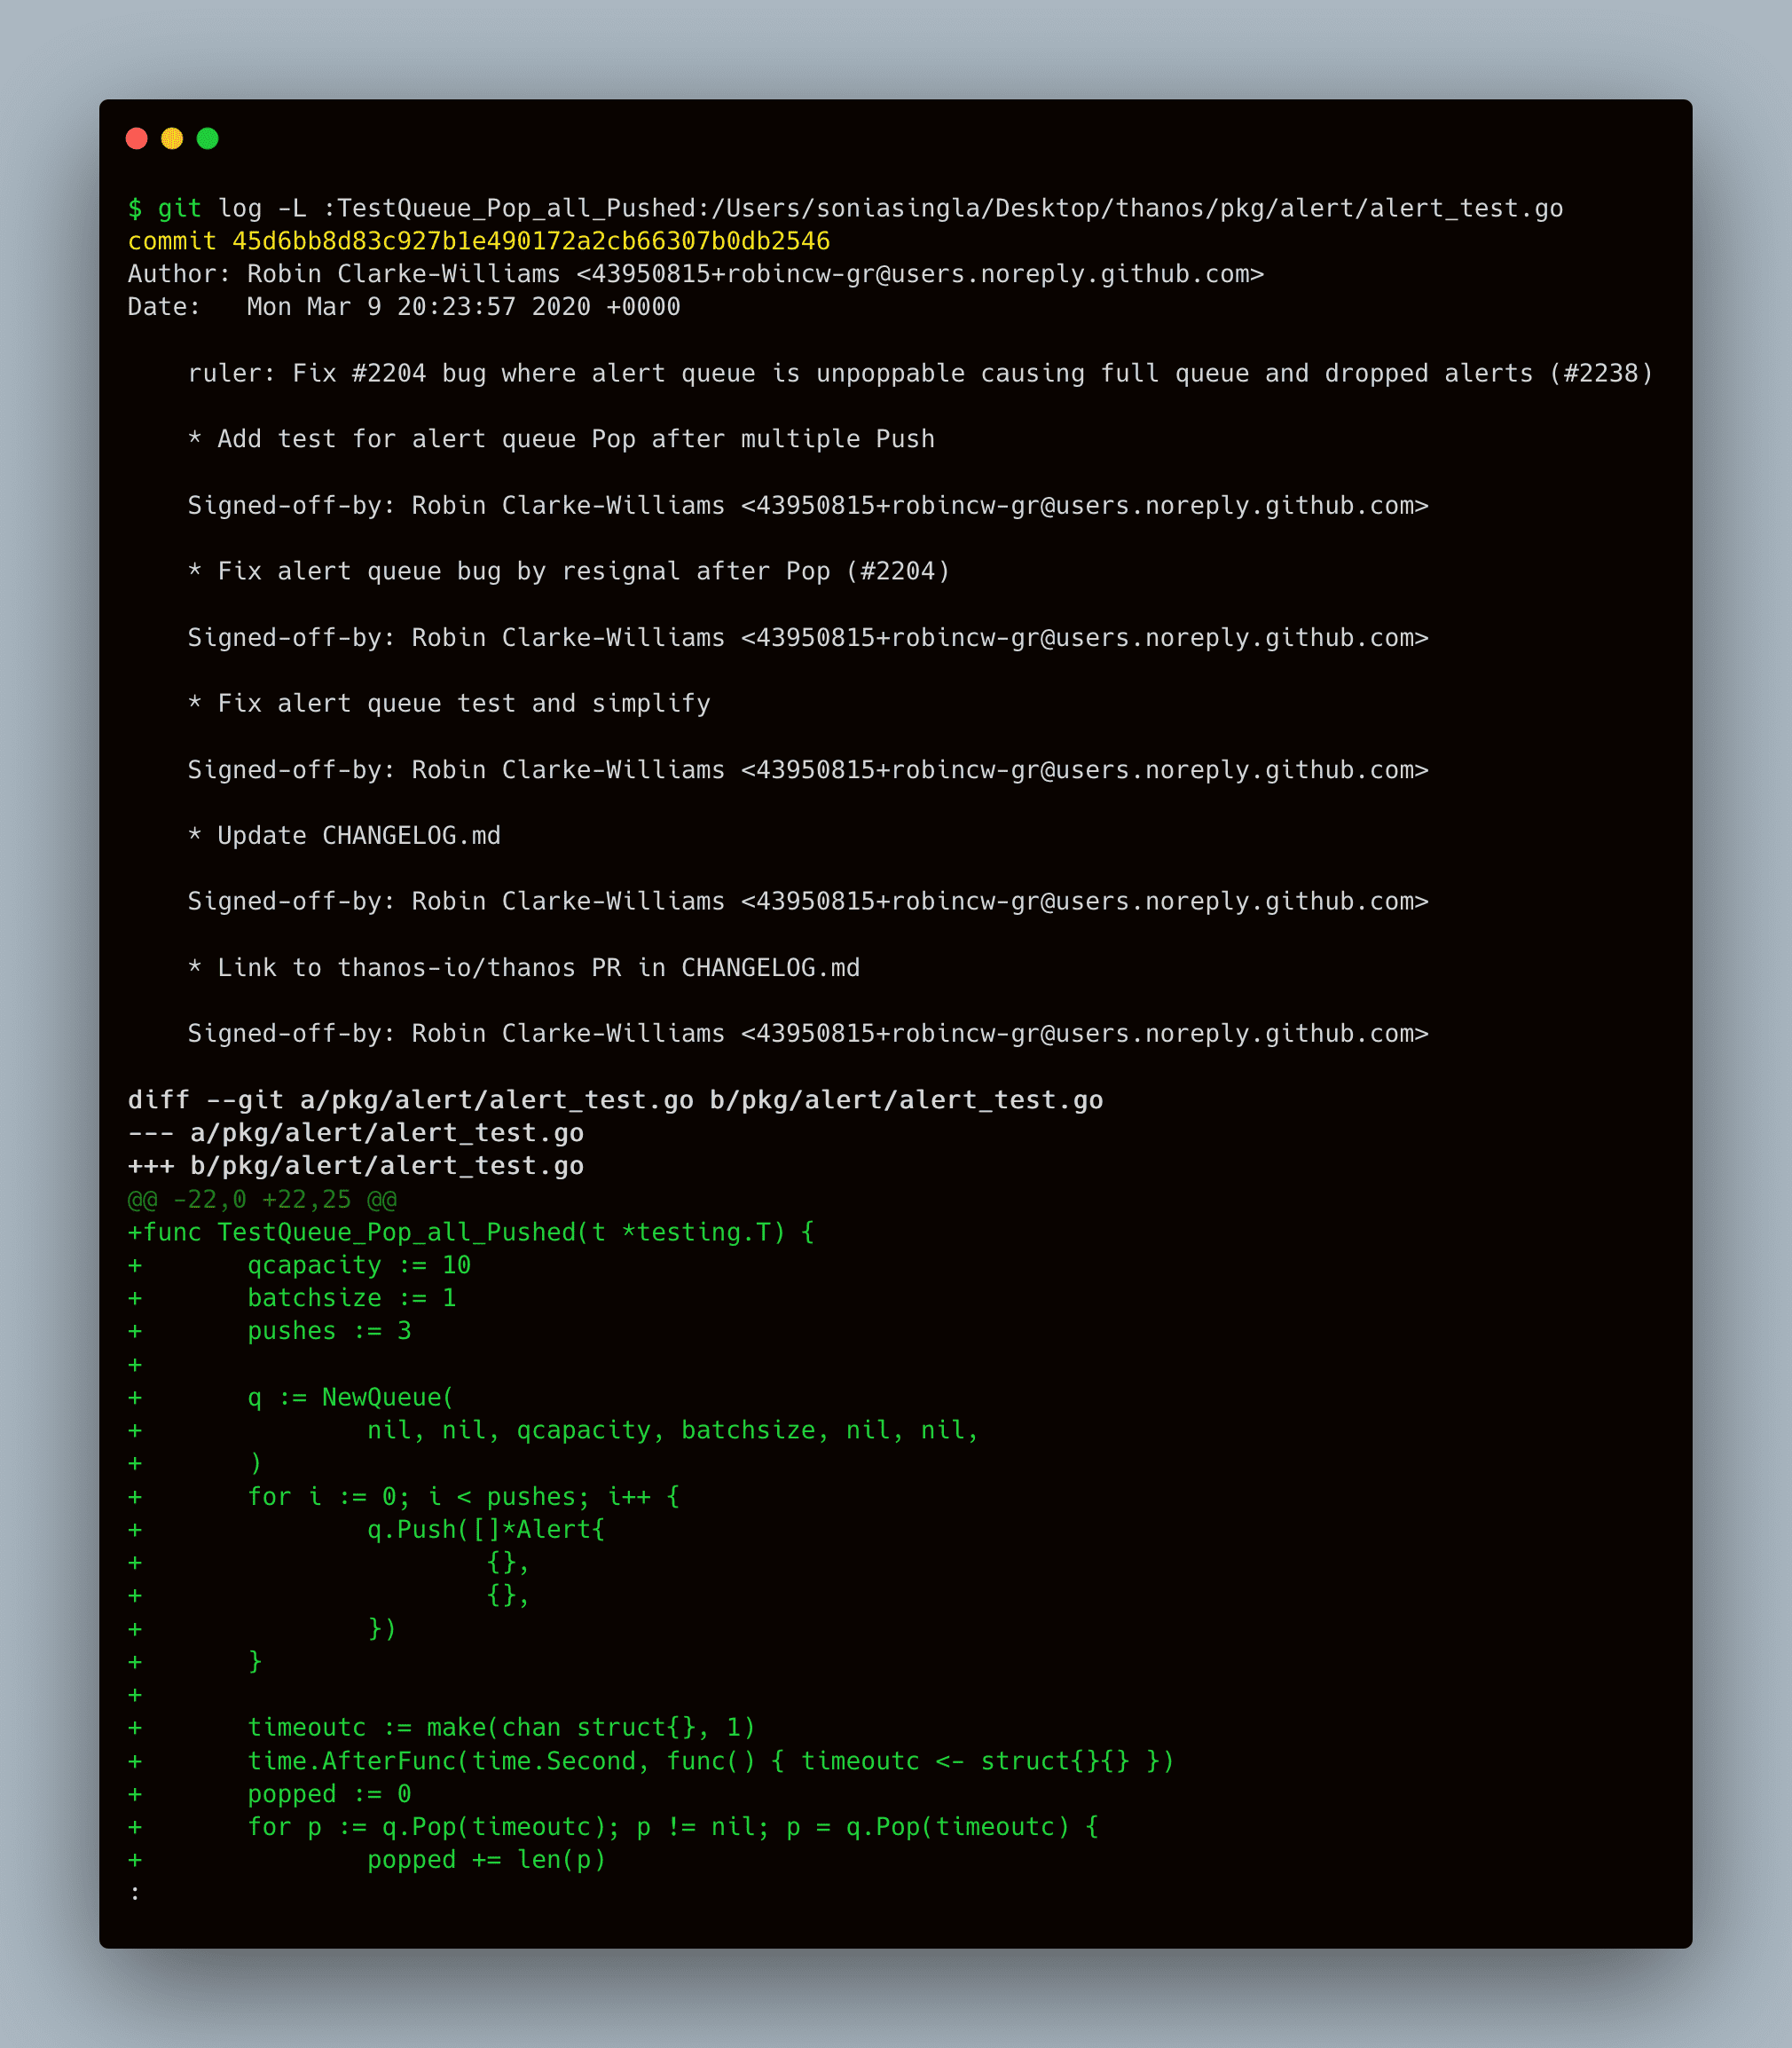 $ git log -L :TestQueue_Pop_all_Pushed:/Users/soniasingla/Desktop/thanos/pkg/alert/alert_test.go
commit 45d6bb8d83c927b1e490172a2cb66307b0db2546
Author: Robin Clarke-Williams <43950815+robincw-gr@users.noreply.github.com>
Date:   Mon Mar 9 20:23:57 2020 +0000

    ruler: Fix #2204 bug where alert queue is unpoppable causing full queue and dropped alerts (#2238)

    * Add test for alert queue Pop after multiple Push

    Signed-off-by: Robin Clarke-Williams <43950815+robincw-gr@users.noreply.github.com>

    * Fix alert queue bug by resignal after Pop (#2204)

    Signed-off-by: Robin Clarke-Williams <43950815+robincw-gr@users.noreply.github.com>

    * Fix alert queue test and simplify

    Signed-off-by: Robin Clarke-Williams <43950815+robincw-gr@users.noreply.github.com>

    * Update CHANGELOG.md

    Signed-off-by: Robin Clarke-Williams <43950815+robincw-gr@users.noreply.github.com>

    * Link to thanos-io/thanos PR in CHANGELOG.md

    Signed-off-by: Robin Clarke-Williams <43950815+robincw-gr@users.noreply.github.com>

diff --git a/pkg/alert/alert_test.go b/pkg/alert/alert_test.go
--- a/pkg/alert/alert_test.go
+++ b/pkg/alert/alert_test.go
@@ -22,0 +22,25 @@
+func TestQueue_Pop_all_Pushed(t *testing.T) {
+       qcapacity := 10
+       batchsize := 1
+       pushes := 3
+
+       q := NewQueue(
+               nil, nil, qcapacity, batchsize, nil, nil,
+       )
+       for i := 0; i < pushes; i++ {
+               q.Push([]*Alert{
+                       {},
+                       {},
+               })
+       }
+
+       timeoutc := make(chan struct{}, 1)
+       time.AfterFunc(time.Second, func() { timeoutc <- struct{}{} })
+       popped := 0
+       for p := q.Pop(timeoutc); p != nil; p = q.Pop(timeoutc) {
+               popped += len(p)
: